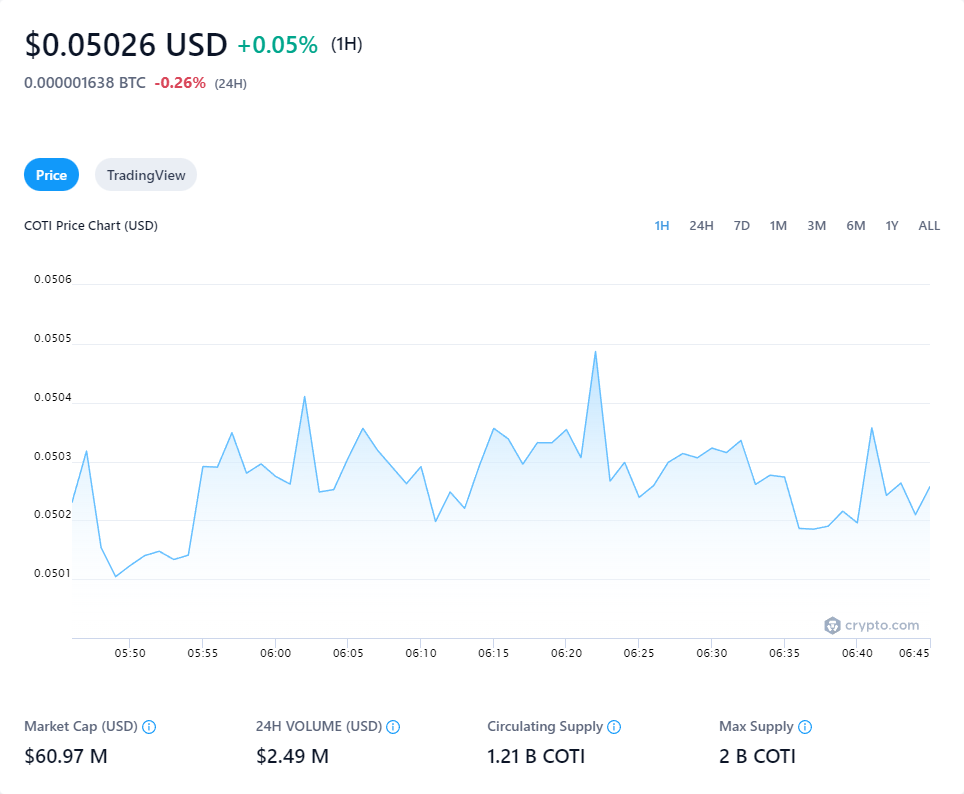 $0.05026 USD +0.05% (1H)
0.000001638 BTC -0.26% (24H)
Price TradingView
COTI Price Chart (USD) 1H 24H 7D 1M 3M 6M 1Y ALL
0.0506
0.0505
0.0504
0.0503
0.0502
0.0501
crypto.com
05:50 05:55 06:00 06:05 06:10 06:15 06:20 06:25 06:30 06:35 06:40 06:45
Market Cap (USD) 24H VOLUME (USD) Circulating Supply Max Supply
$60.97 M $2.49 M 1.21 B COTI 2 B COTI